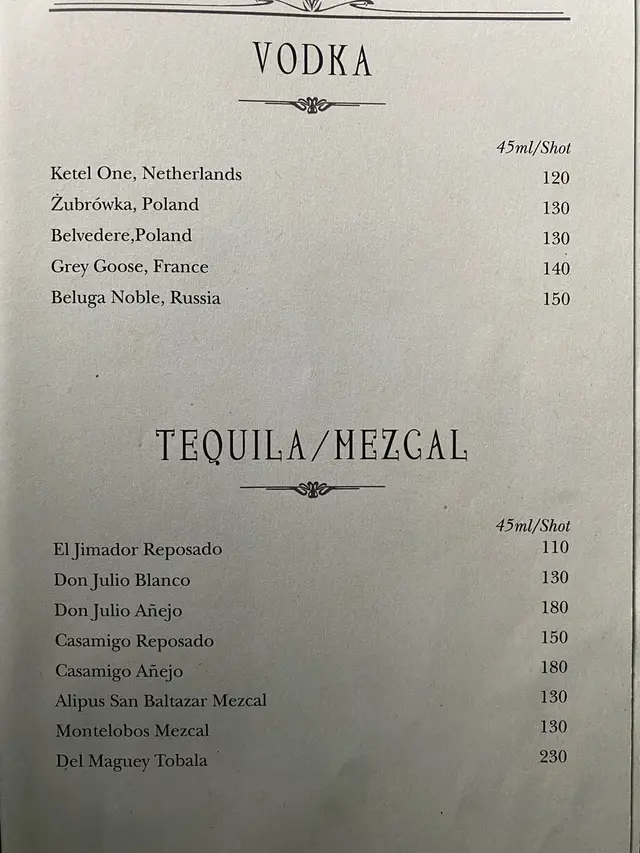 VODKA
45ml/Shot
Ketel One, Netherlands 120
Żubrówka, Poland 130
Belvedere,Poland 130
Grey Goose, France 140
Beluga Noble, Russia 150
TEQUILA/MEZCAL
45ml/Shot
El Jimador Reposado 110
Don Julio Blanco 130
Don Julio Añejo 180
Casamigo Reposado 150
Casamigo Añejo 180
Alipus San Baltazar Mezcal 130
Montelobos Mezcal 130
Del Maguey Tobala 230